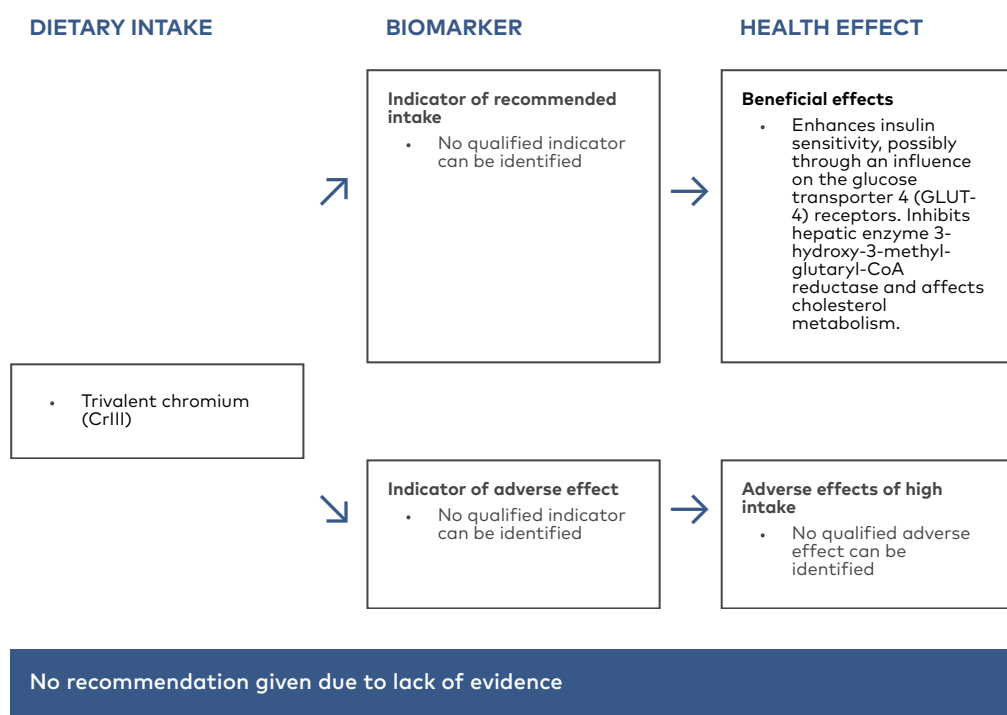 DIETARY INTAKE
BIOMARKER
HEALTH EFFECT
Indicator of recommended
intake
• No qualified indicator
can be identified
Beneficial effects
• Enhances insulin
sensitivity, possibly
through an influence
on the glucose
transporter 4 (GLUT-
4) receptors. Inhibits
hepatic enzyme 3-
hydroxy-3-methyl-
glutaryl-CoA
reductase and affects
cholesterol
metabolism.
• Trivalent chromium
(CrIII)
Indicator of adverse effect
• No qualified indicator
can be identified
Adverse effects of high
intake
• No qualified adverse
effect can be
identified
No recommendation given due to lack of evidence